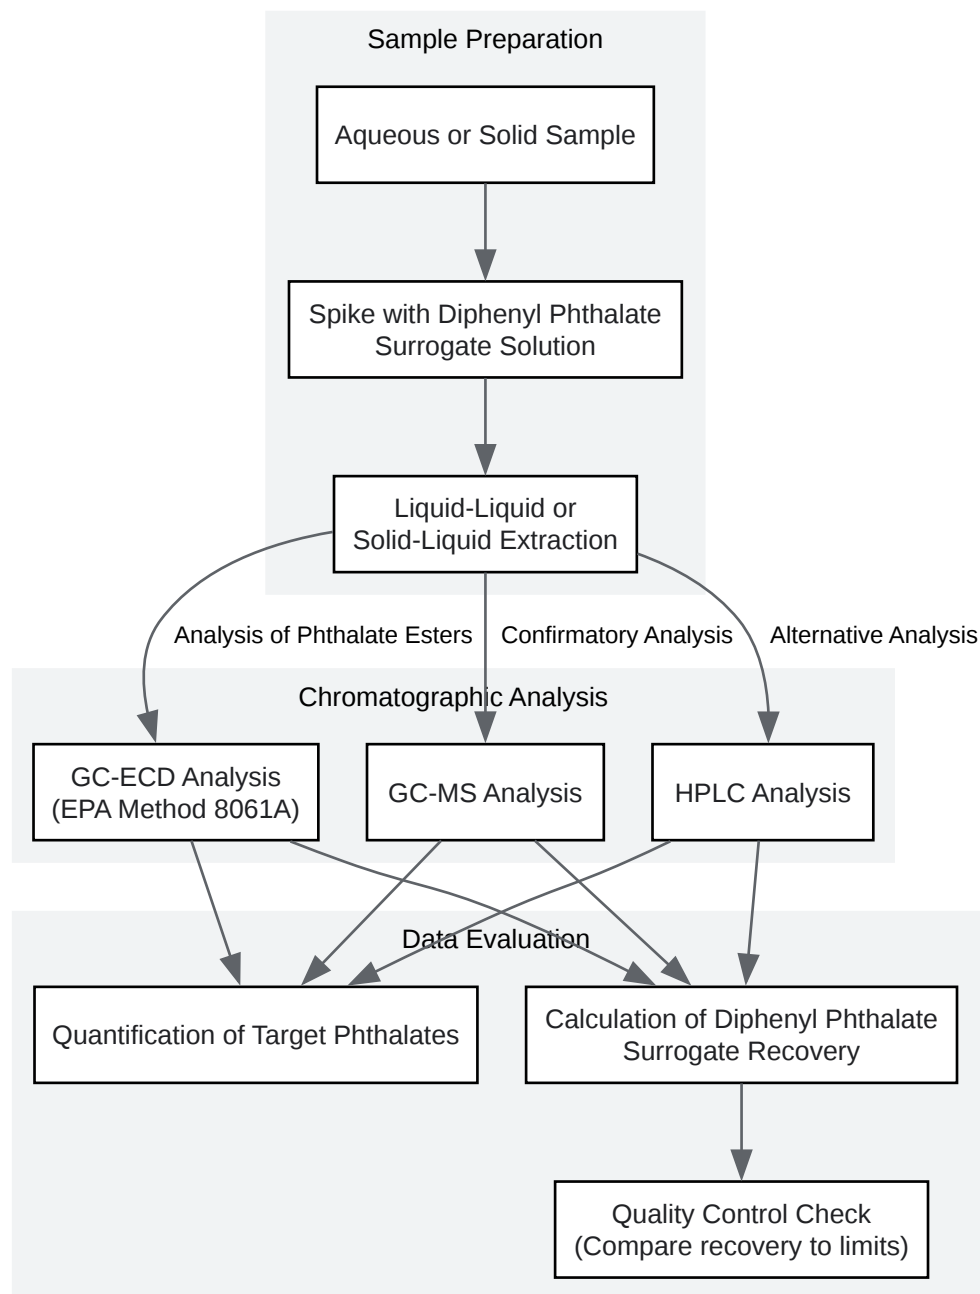 Sample Preparation
Aqueous or Solid Sample
Spike with Diphenyl Phthalate
Surrogate Solution
Liquid-Liquid or
Solid-Liquid Extraction
Analysis of Phthalate Esters
Confirmatory Analysis
Alternative Analysis
Chromatographic Analysis
GC-ECD Analysis
(EPA Method 8061A)
GC-MS Analysis
HPLC Analysis
Data Evaluation
Quantification of Target Phthalates
Calculation of Diphenyl Phthalate
Surrogate Recovery
Quality Control Check
(Compare recovery to limits)